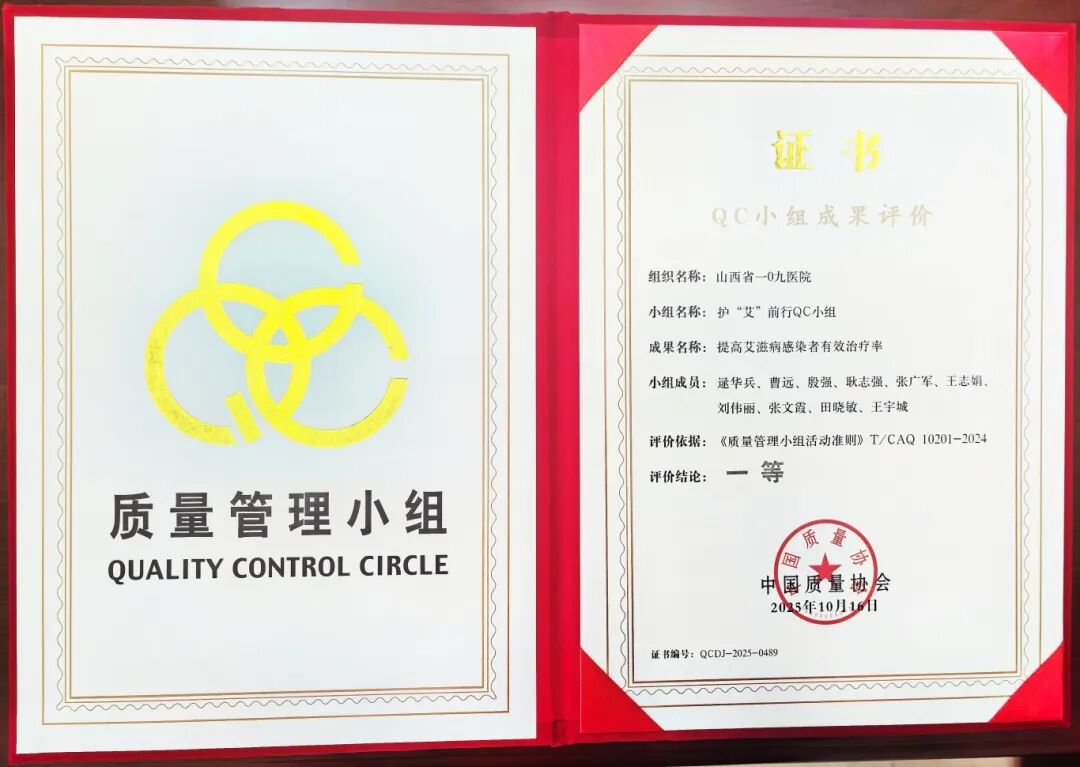 质量管理小组
QUALITY CONTROL CIRCLE
证书
QC小组成果评价
组织名称：山西省一0九医院
小组名称：护“艾”前行QC小组
成果名称：提高艾滋病感染者有效治疗率
小组成员：逯华兵、曹远、殷强、耿志强、张广军、王志娟、
刘伟丽、张文霞、田晓敏、王宇城
评价依据：《质量管理小组活动准则》T/CAQ 10201-2024
评价结论：一等
中国质量协会
中国质量协会
2025年10月16日
证书编号：QCDJ-2025-0489